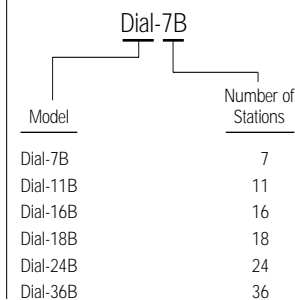 Dial-7B
Number of
Model Stations
Dial-7B 7
Dial-11B 11
Dial-16B 16
Dial-18B 18
Dial-24B 24
Dial-36B 36